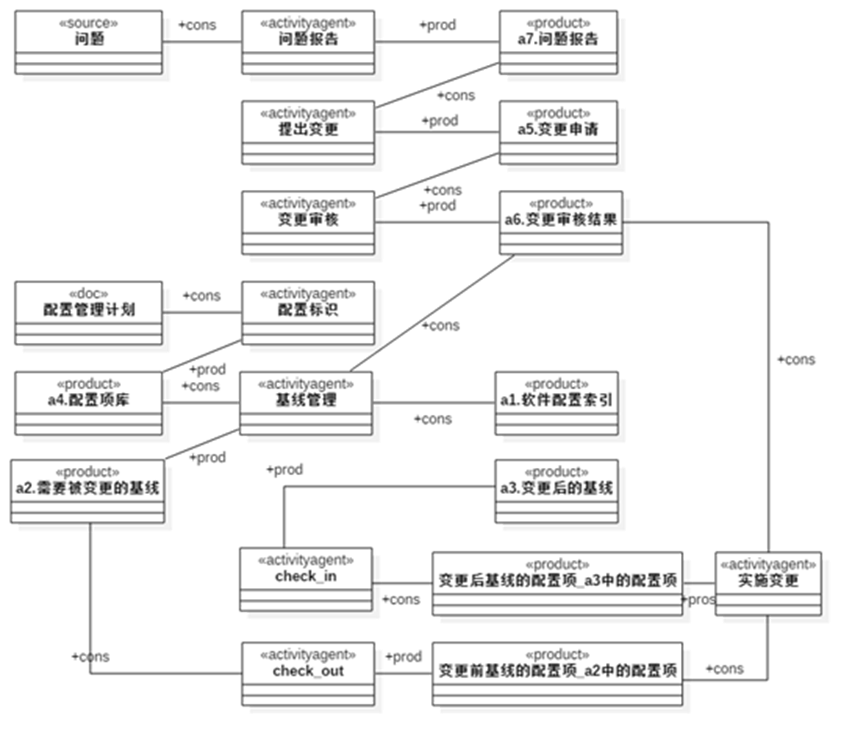 «source»
问题
+cons
«activityagent»
问题报告
+prod
«product»
a7.问题报告
+cons
«activityagent»
提出变更
+prod
«product»
a5.变更申请
+cons
«activityagent»
变更审核
+prod
«product»
a6.变更审核结果
«doc»
配置管理计划
+cons
«activityagent»
配置标识
+cons
+cons
+prod
«product»
a4.配置项库
+cons
«activityagent»
基线管理
+cons
«product»
a1.软件配置索引
+prod
«product»
a2.需要被变更的基线
+prod
«product»
a3.变更后的基线
«activityagent»
check_in
+cons
«product»
变更后基线的配置项_a3中的配置项
+pros
«activityagent»
实施变更
+cons
«activityagent»
check_out
+prod
«product»
变更前基线的配置项_a2中的配置项
+cons